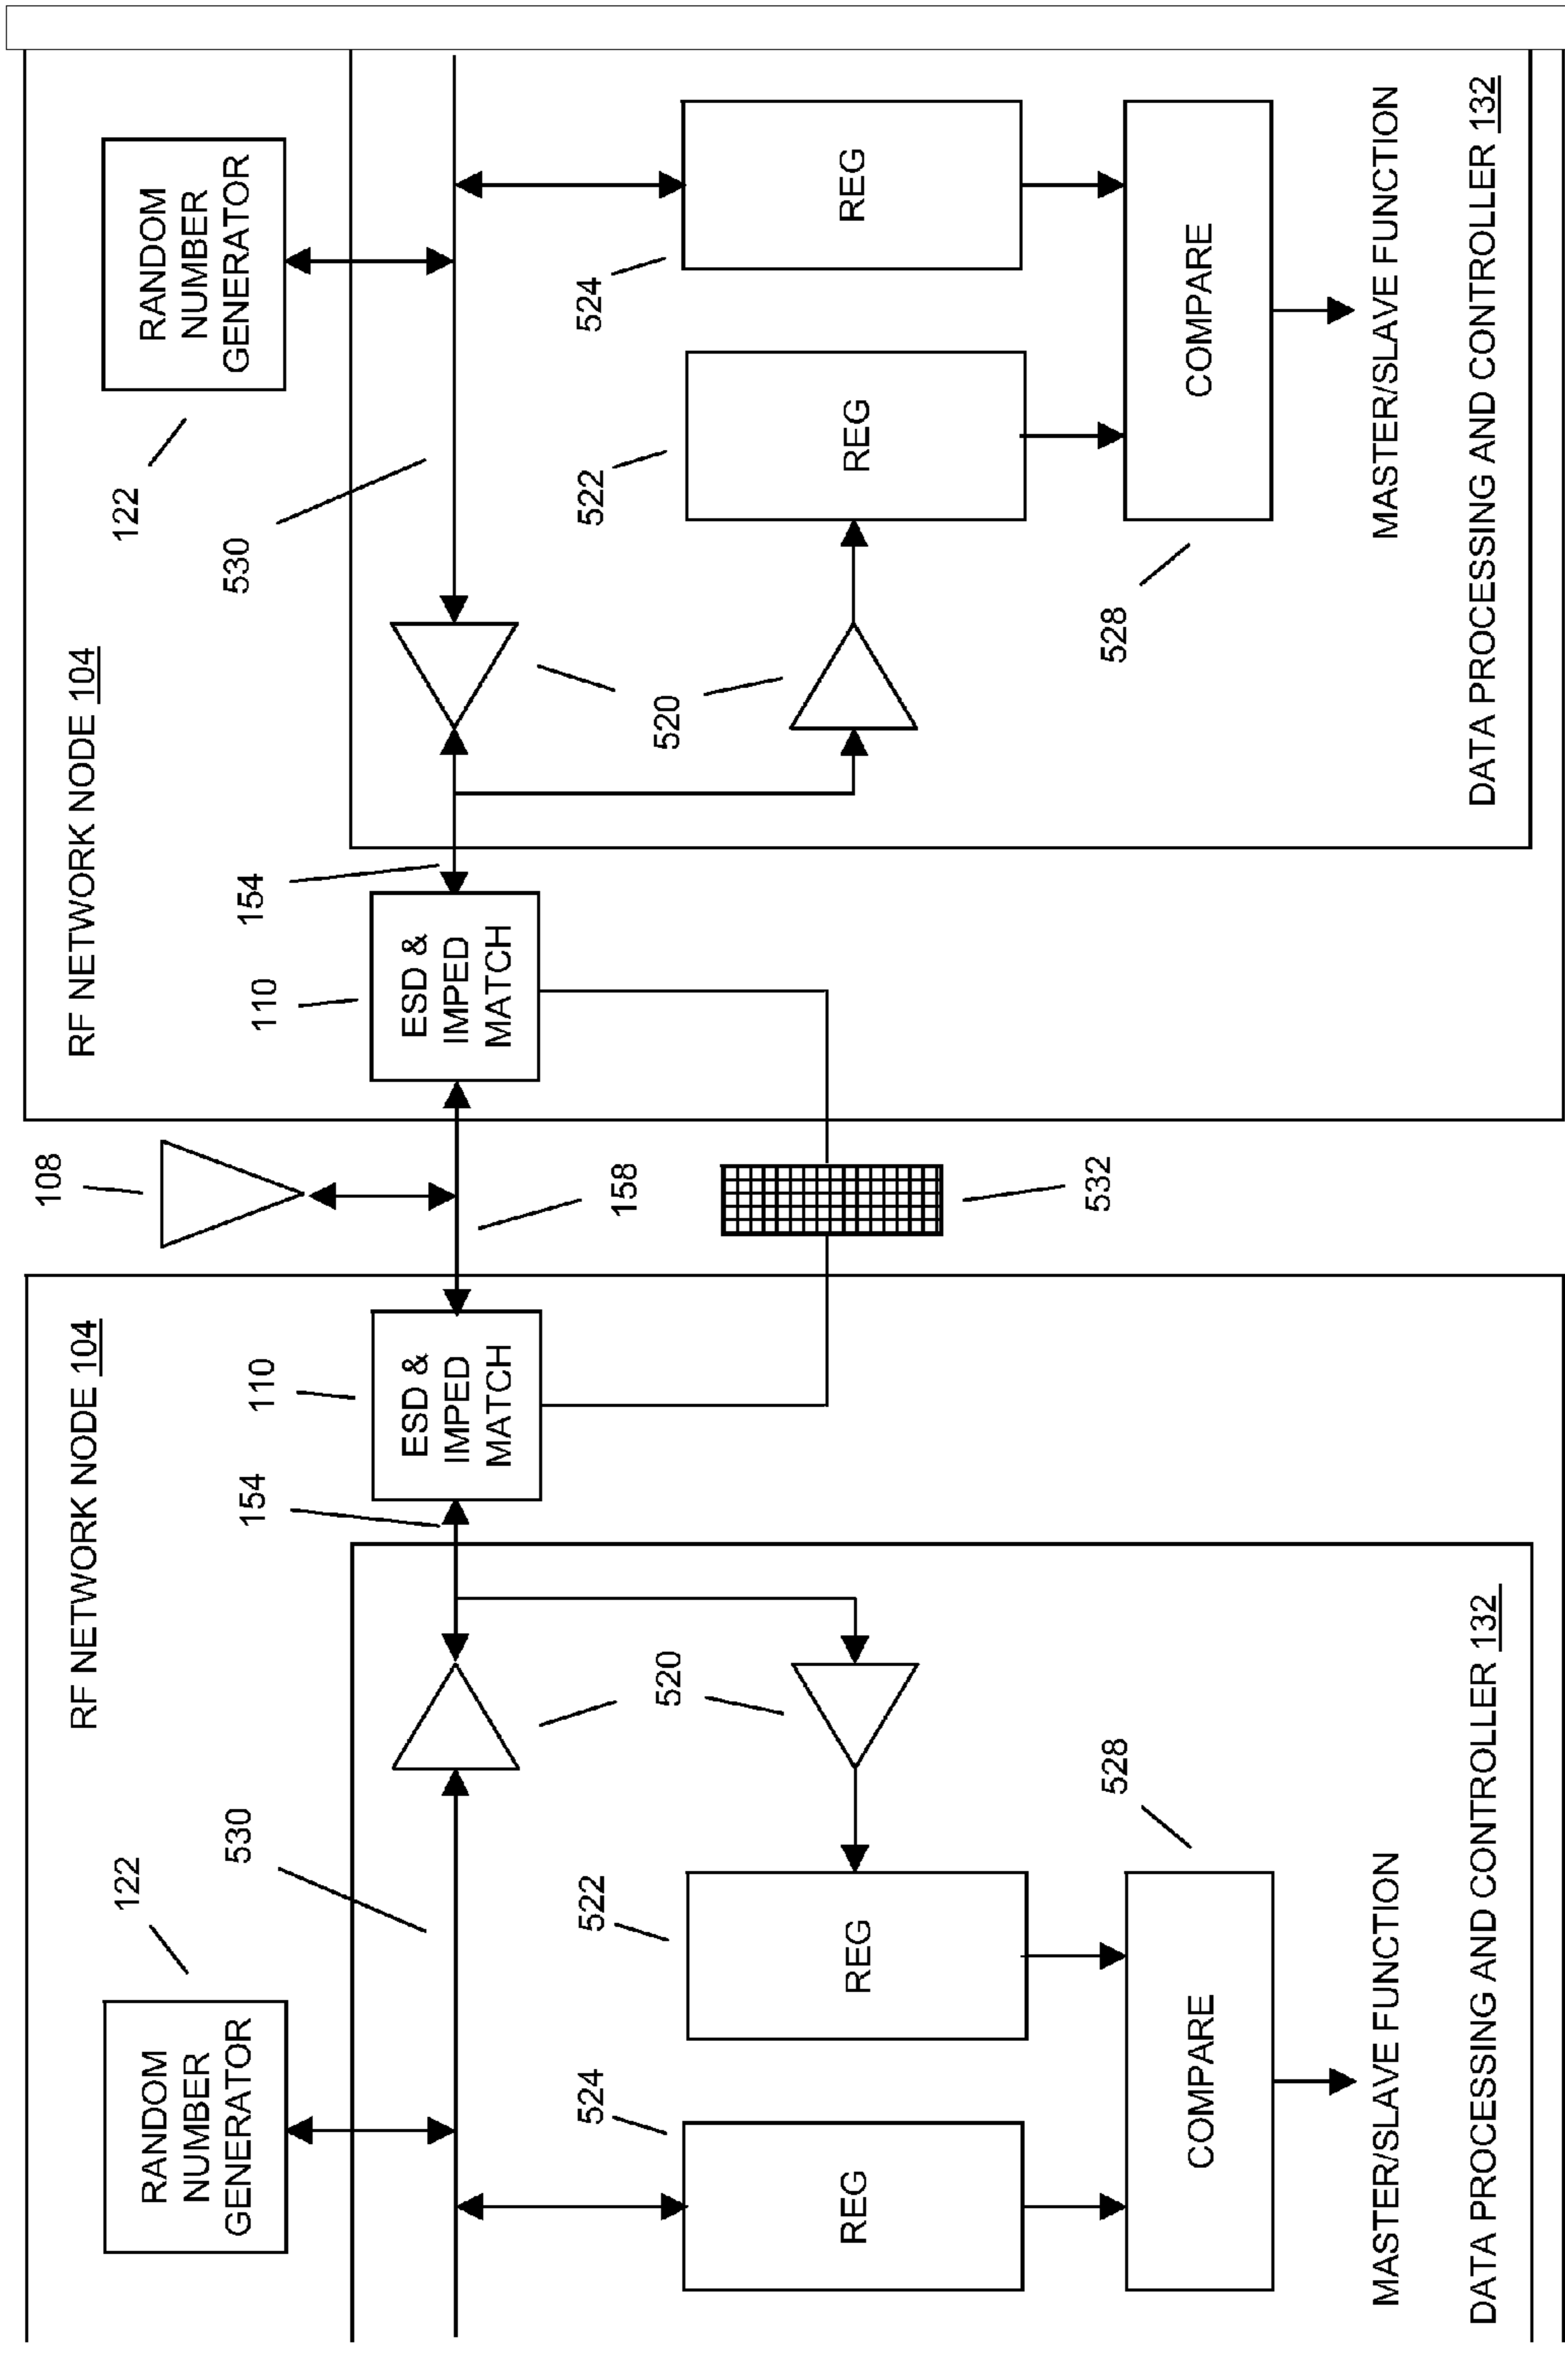 RF NETWORK NODE 104
122
RANDOM
NUMBER
GENERATOR
530
154
110
ESD &
IMPED
MATCH
520
524
REG
522
REG
528
COMPARE
MASTER/SLAVE FUNCTION
DATA PROCESSING AND CONTROLLER 132
108
158
532
RF NETWORK NODE 104
110
ESD &
IMPED
MATCH
154
530
122
RANDOM
NUMBER
GENERATOR
520
522
REG
524
REG
528
COMPARE
MASTER/SLAVE FUNCTION
DATA PROCESSING AND CONTROLLER 132